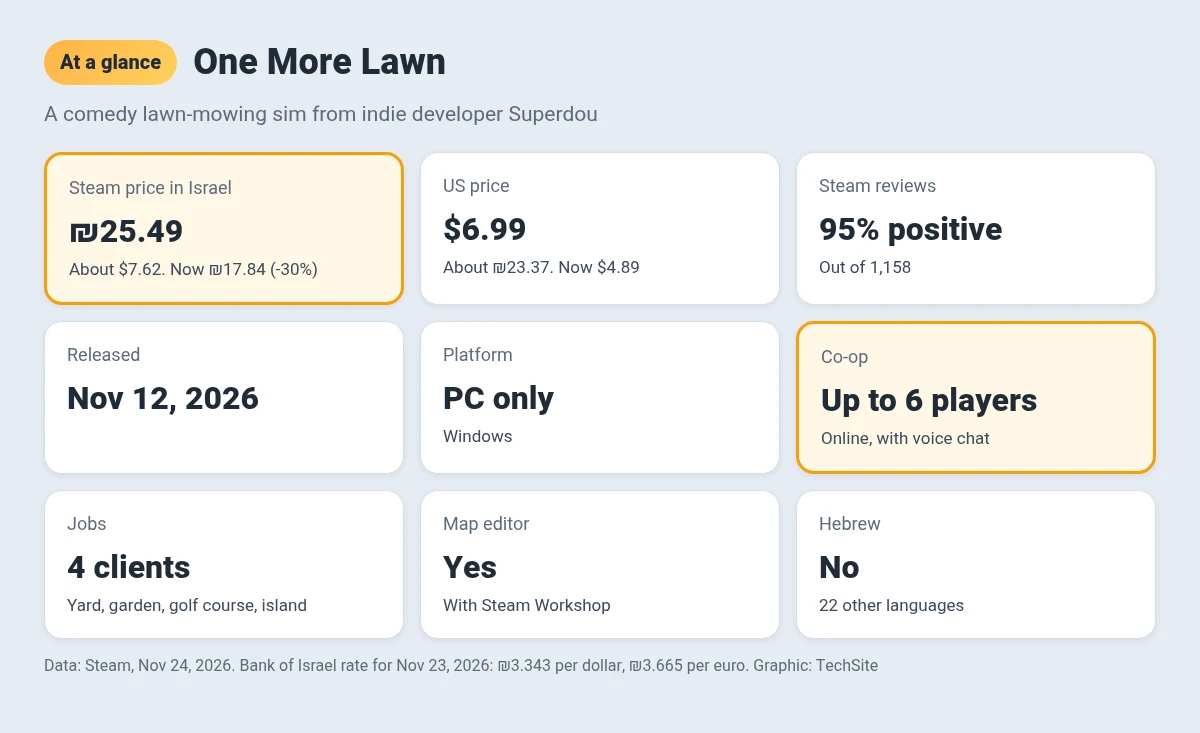 At a glance
One More Lawn
A comedy lawn-mowing sim from indie developer Superdou
Steam price in Israel
₪25.49
About $7.62. Now ₪17.84 (-30%)
US price
$6.99
About ₪23.37. Now $4.89
Steam reviews
95% positive
Out of 1,158
Released
Nov 12, 2026
Platform
PC only
Windows
Co-op
Up to 6 players
Online, with voice chat
Jobs
4 clients
Yard, garden, golf course, island
Map editor
Yes
With Steam Workshop
Hebrew
No
22 other languages
Data: Steam, Nov 24, 2026. Bank of Israel rate for Nov 23, 2026: ₪3.343 per dollar, ₪3.665 per euro. Graphic: TechSite